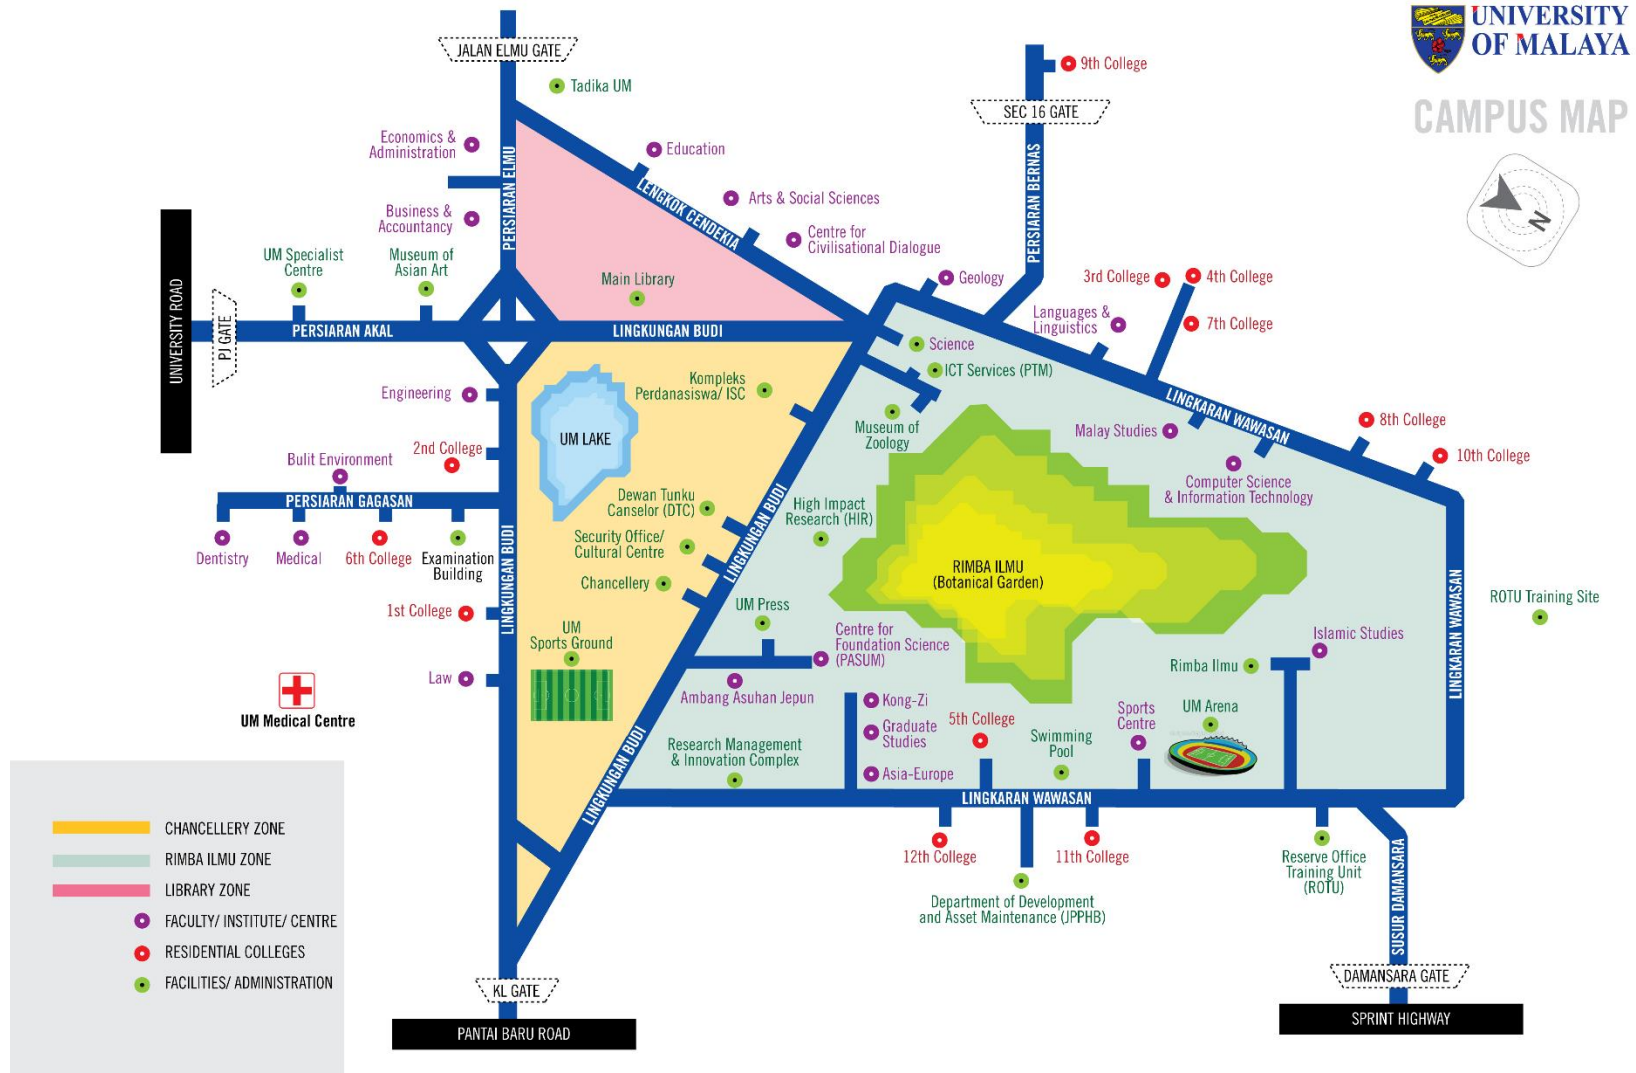 UNIVERSITY
OF MALAYA
CAMPUS MAP
N
JALAN ELMU GATE
Tadika UM
9th College
SEC 16 GATE
Economics &
Administration
PERSIARAN ELMU
Education
LENGKOK CENDEKIA
Arts & Social Sciences
PERSIARAN BERNAS
Business &
Accountancy
Centre for
Civilisational Dialogue
UM Specialist
Centre
Museum of
Asian Art
Main Library
Geology
3rd College
4th College
7th College
Languages &
Linguistics
UNIVERSITY ROAD
PJ GATE
PERSIARAN AKAL
LINGKUNGAN BUDI
Science
ICT Services (PTM)
Engineering
Kompleks
Perdanasiswa/ ISC
Museum of
Zoology
LINGKARAN WAWASAN
Malay Studies
8th College
10th College
Computer Science
& Information Technology
UM LAKE
2nd College
Bulit Environment
PERSIARAN GAGASAN
Dentistry
Medical
6th College
Examination
Building
LINGKUNGAN BUDI
Dewan Tunku
Canselor (DTC)
Security Office/
Cultural Centre
Chancellery
LINGKUNGAN BUDI
High Impact
Research (HIR)
RIMBA ILMU
(Botanical Garden)
LINGKARAN WAWASAN
ROTU Training Site
1st College
UM
Sports Ground
UM Press
Centre for
Foundation Science
(PASUM)
Islamic Studies
Rimba Ilmu
Law
Ambang Asuhan Jepun
Kong-Zi
Graduate
Studies
Asia-Europe
5th College
Swimming
Pool
Sports
Centre
UM Arena
UM Medical Centre
Research Management
& Innovation Complex
LINGKUNGAN BUDI
LINGKARAN WAWASAN
12th College
11th College
Department of Development
and Asset Maintenance (JPPHB)
Reserve Office
Training Unit
(ROTU)
SUSUR DAMANSARA
DAMANSARA GATE
SPRINT HIGHWAY
KL GATE
PANTAI BARU ROAD
CHANCELLERY ZONE
RIMBA ILMU ZONE
LIBRARY ZONE
FACULTY/ INSTITUTE/ CENTRE
RESIDENTIAL COLLEGES
FACILITIES/ ADMINISTRATION